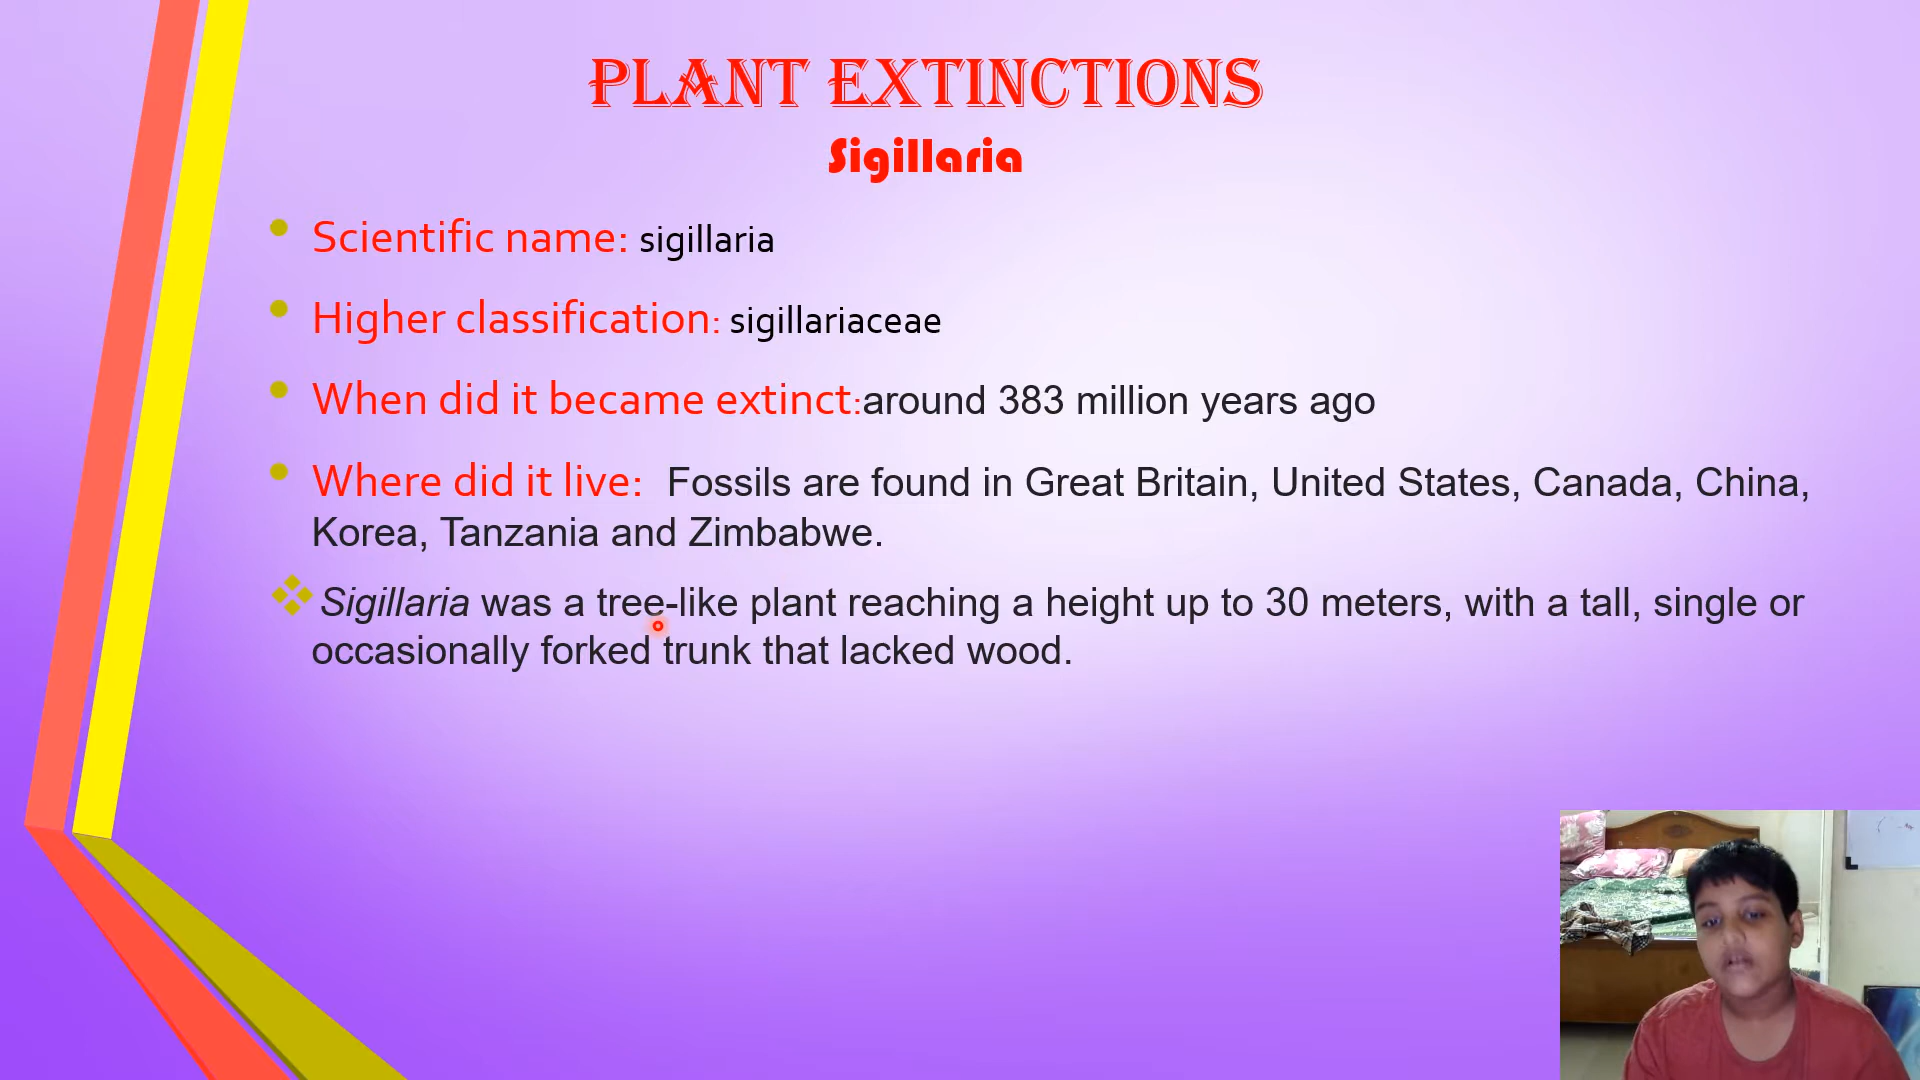 PLANT EXTINCTIONS
Sigillaria
Scientific name: sigillaria
Higher classification: sigillariaceae
When did it became extinct:around 383 million years ago
Where did it live: Fossils are found in Great Britain, United States, Canada, China,
Korea, Tanzania and Zimbabwe.
Sigillaria was a tree-like plant reaching a height up to 30 meters, with a tall, single or
occasionally forked trunk that lacked wood.